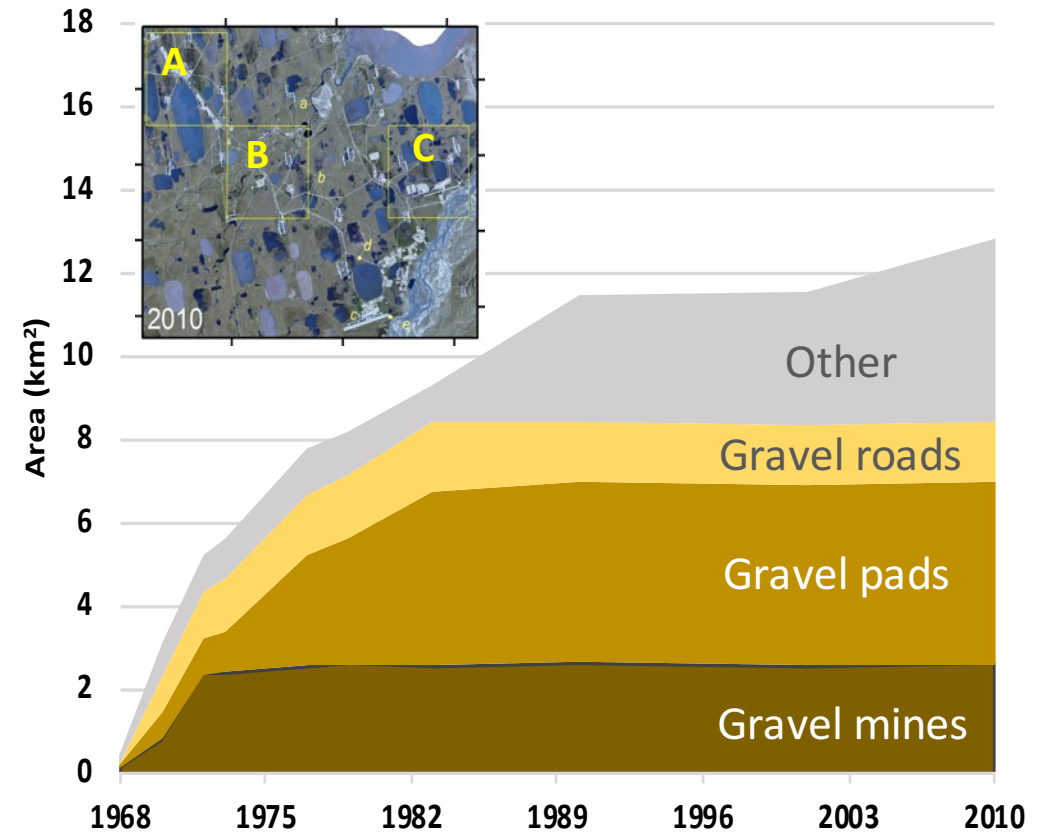 18
16
14
12
10
8
6
4
2
0
Area (km²)
1968 1975 1982 1989 1996 2003 2010
A
B
C
a
b
d
c
e
2010
Other
Gravel roads
Gravel pads
Gravel mines